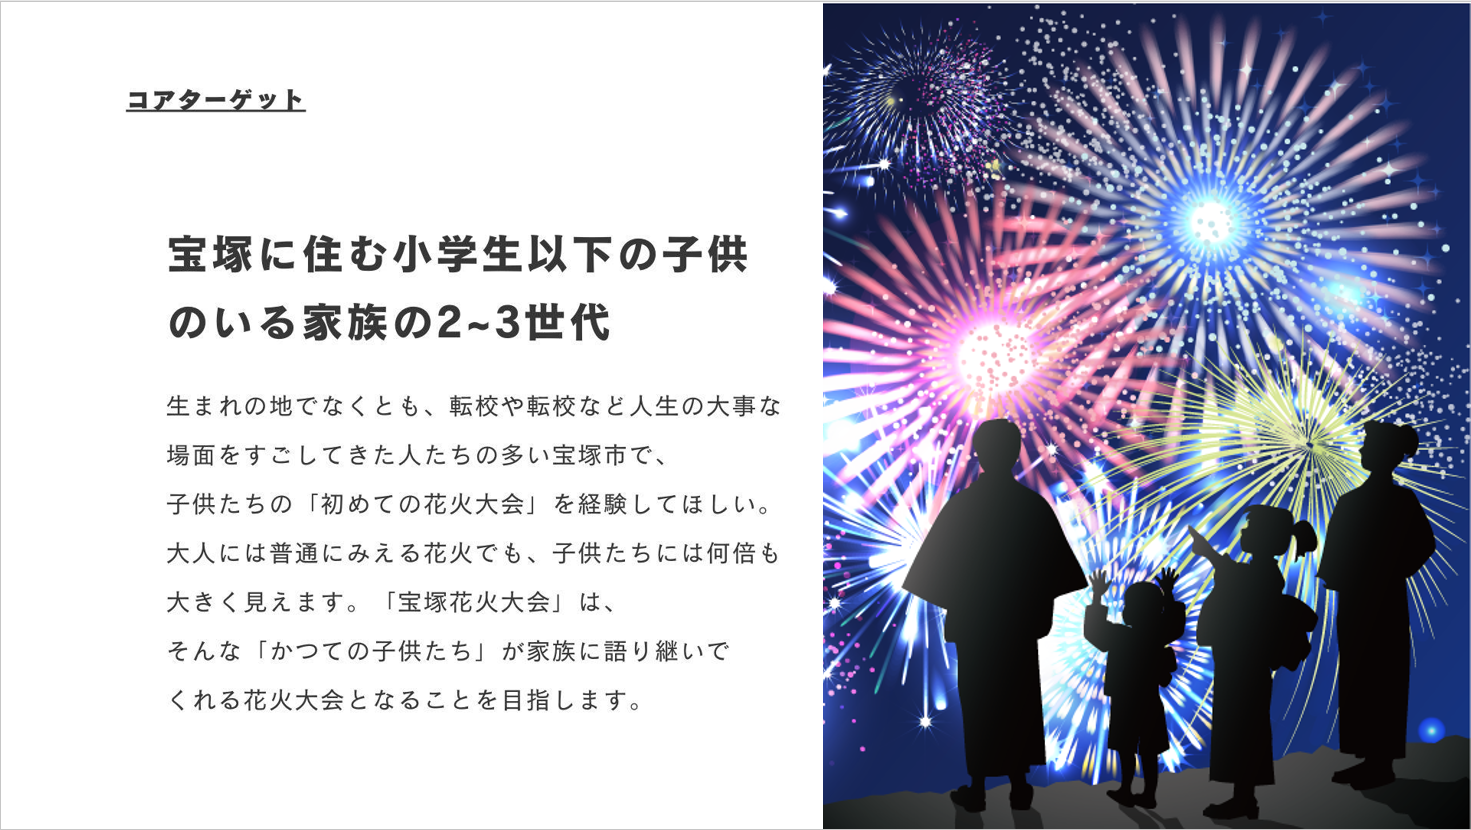 コアターゲット
宝塚に住む小学生以下の子供
のいる家族の2~3世代
生まれの地でなくとも、転校や転校など人生の大事な
場面をすごしてきた人たちの多い宝塚市で、
子供たちの「初めての花火大会」を経験してほしい。
大人には普通にみえる花火でも、子供たちには何倍も
大きく見えます。「宝塚花火大会」は、
そんな「かつての子供たち」が家族に語り継いで
くれる花火大会となることを目指します。